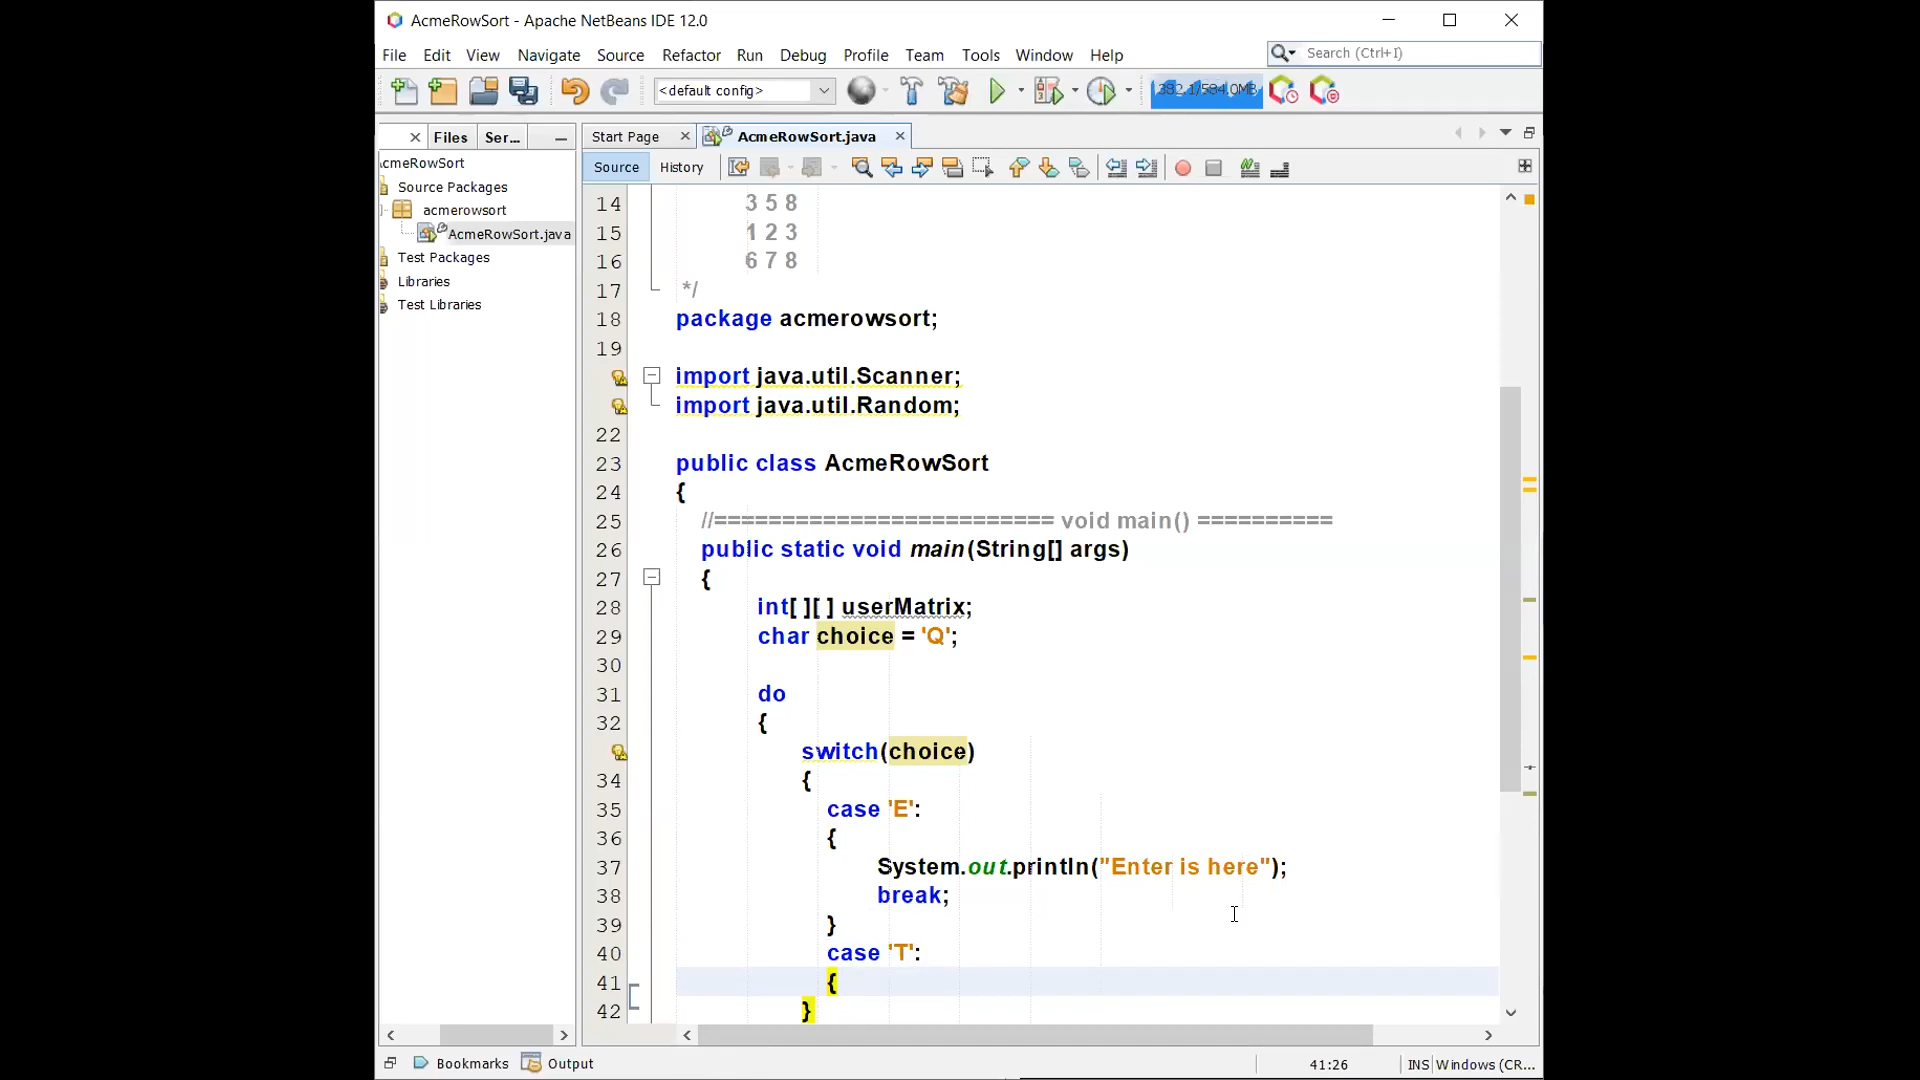 AcmeRowSort - Apache NetBeans IDE 12.0
File Edit View Navigate Source Refactor Run Debug Profile Team Tools Window Help
Search (Ctrl+I)
<default config>
382.1/584.0MB
Files Ser...
Start Page AcmeRowSort.java
cmeRowSort
Source Packages
acmerowsort
AcmeRowSort.java
Test Packages
Libraries
Test Libraries
Source History
14 3 5 8
15 1 2 3
16 6 7 8
17 */
18 package acmerowsort;
19
import java.util.Scanner;
import java.util.Random;
22
23 public class AcmeRowSort
24 {
25 //========================= void main() ==========
26 public static void main(String[] args)
27 {
28 int[ ][ ] userMatrix;
29 char choice = 'Q';
30
31 do
32 {
switch(choice)
34 {
35 case 'E':
36 {
37 System.out.println("Enter is here");
38 break;
39 }
40 case 'T':
41 {
42 }
Bookmarks Output
41:26 INS Windows (CR...